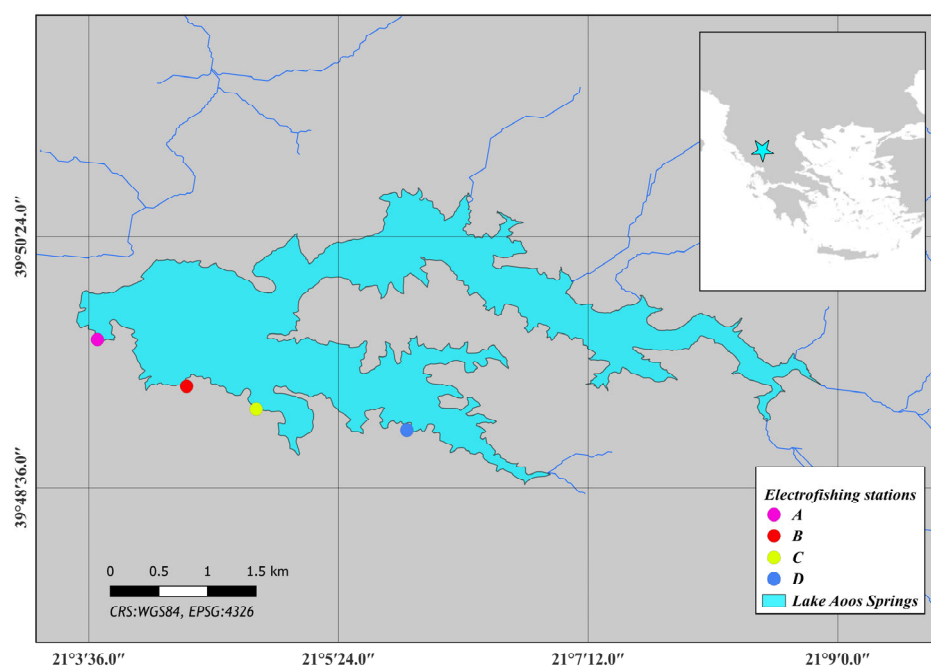 39°50'24.0"
39°48'36.0"
Electrofishing stations
A
B
C
D
Lake Aoos Springs
0 0.5 1 1.5 km
CRS:WGS84, EPSG:4326
21°3'36.0" 21°5'24.0" 21°7'12.0" 21°9'0.0"